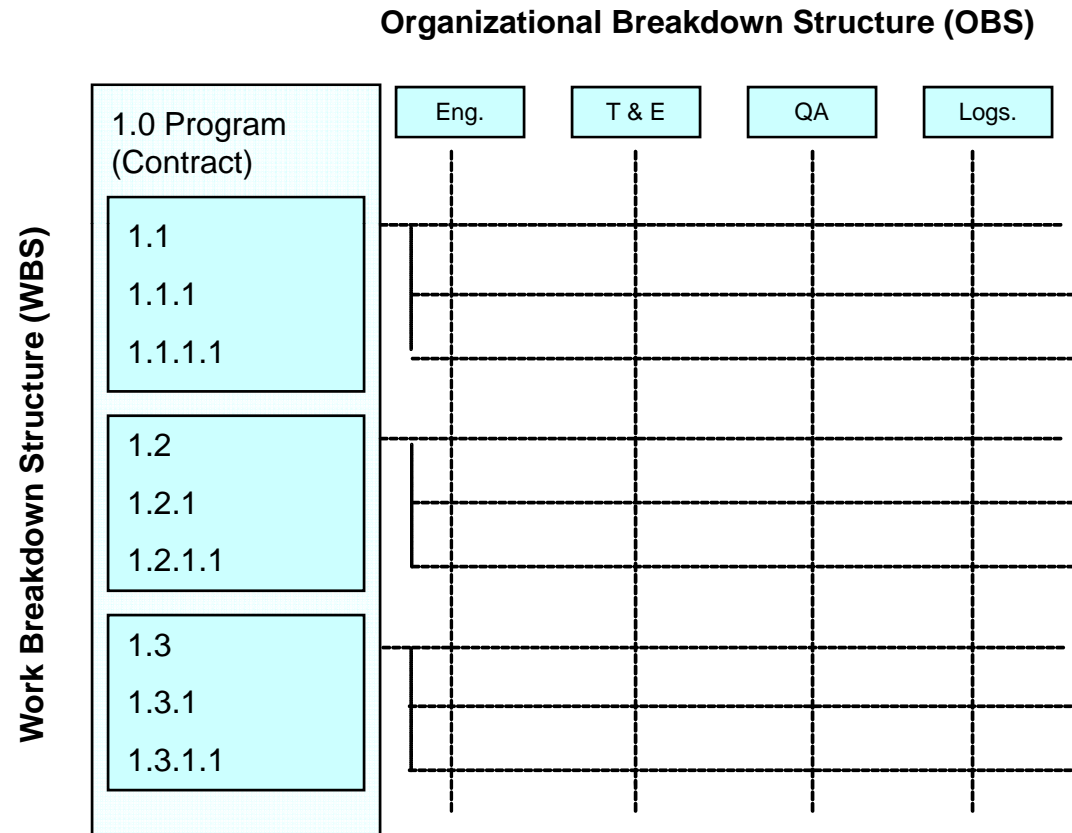 Organizational Breakdown Structure (OBS)
Eng.
T & E
QA
Logs.
Work Breakdown Structure (WBS)
1.0 Program
(Contract)
1.1
1.1.1
1.1.1.1
1.2
1.2.1
1.2.1.1
1.3
1.3.1
1.3.1.1